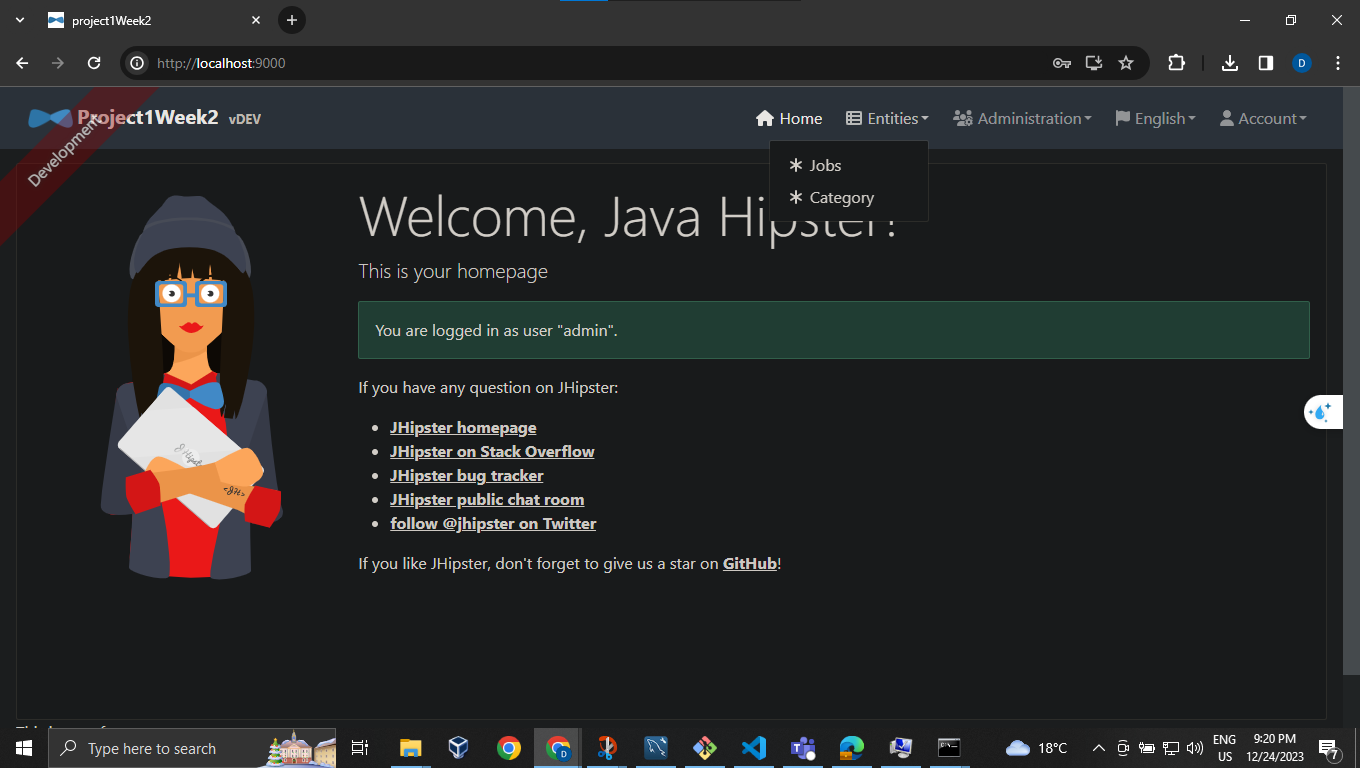 project1Week2
http://localhost:9000
D
Project1Week2 vDEV
Home
Entities
Administration
English
Account
Development
Jobs
Category
Welcome, Java Hipster!
This is your homepage
You are logged in as user "admin".
If you have any question on JHipster:
JHipster homepage
JHipster on Stack Overflow
JHipster bug tracker
JHipster public chat room
follow @jhipster on Twitter
If you like JHipster, don't forget to give us a star on GitHub!
<JH>
Type here to search
D
18°C
ENG
US
9:20 PM
12/24/2023
7